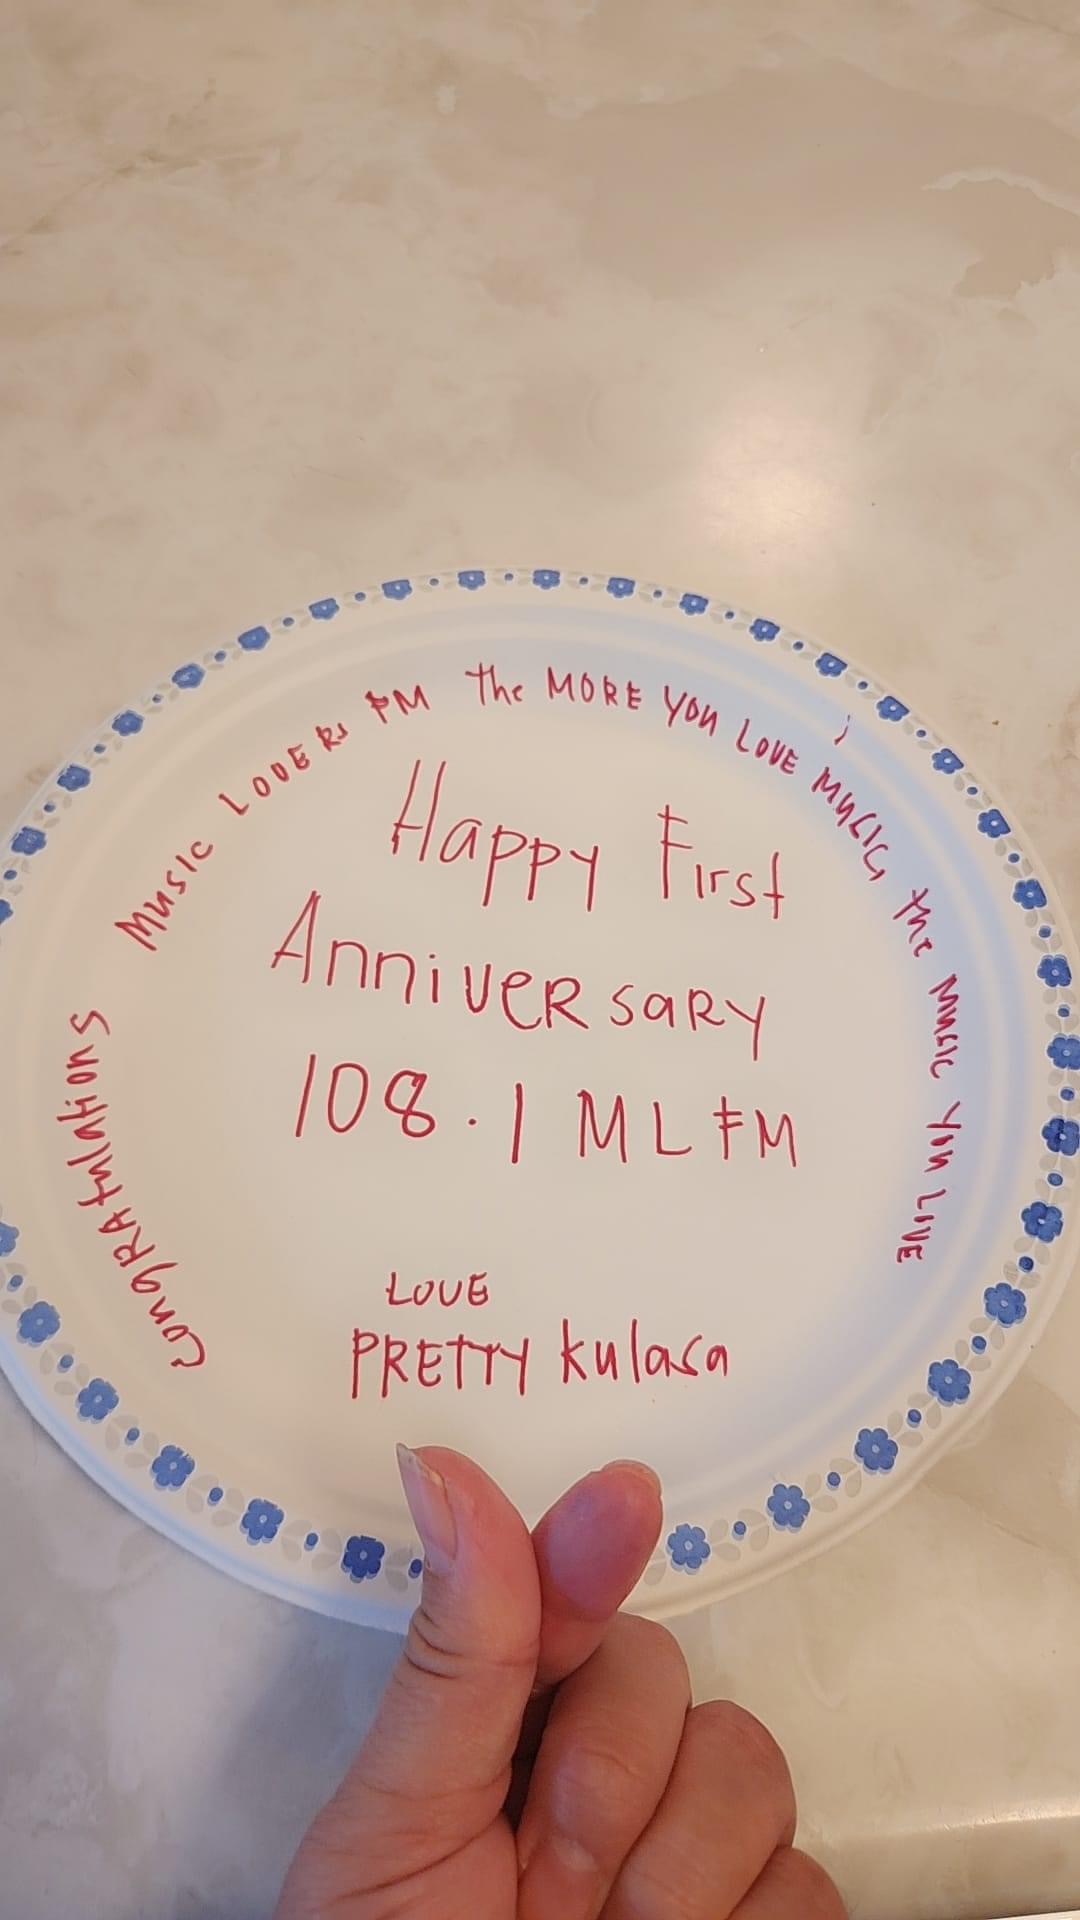 CongRAtulations Music LOVERs FM the MORE YOU LOVE MUSIC, the MUSIC YOU LIVE
Happy First
AnniveRsaRY
108.1 MLFM
LOVE
PRETTY kulasa